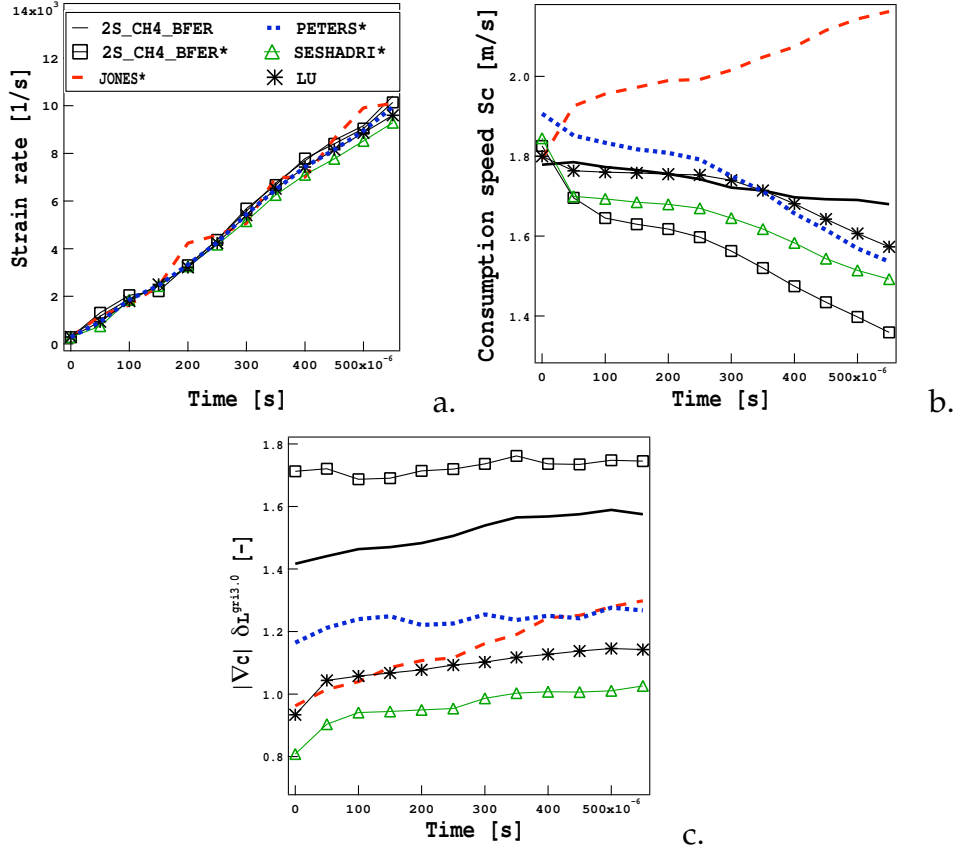 14x10³
12
10
8
6
4
2
0
Strain rate [1/s]
2S_CH4_BFER
2S_CH4_BFER*
JONES*
PETERS*
SESHADRI*
LU
0 100 200 300 400 500x10⁻⁶
Time [s]
a.
2.0
1.8
1.6
1.4
Consumption speed Sc [m/s]
0 100 200 300 400 500x10⁻⁶
Time [s]
b.
1.8
1.6
1.4
1.2
1.0
0.8
|∇c| δ_L^gri3.0 [-]
0 100 200 300 400 500x10⁻⁶
Time [s]
c.